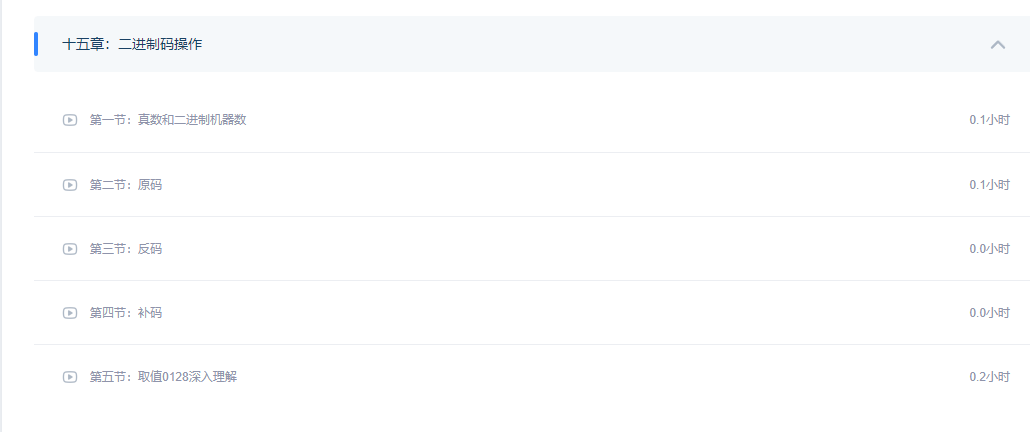 十五章：二进制码操作
第一节：真数和二进制机器数 0.1小时
第二节：原码 0.1小时
第三节：反码 0.0小时
第四节：补码 0.0小时
第五节：取值0128深入理解 0.2小时